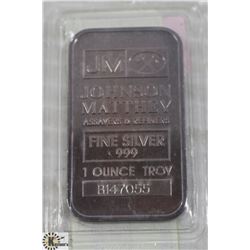 JM
JOHNSON
MATTHEY
ASSAYERS & REFINERS
FINE SILVER
999
1 OUNCE TROY
B147055